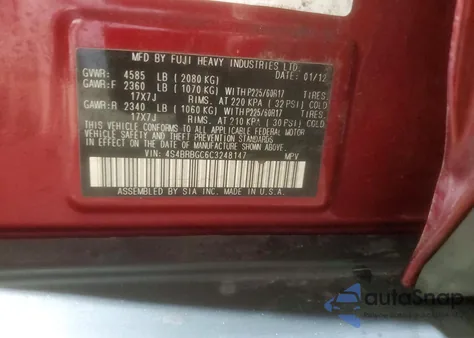 MFD BY FUJI HEAVY INDUSTRIES LTD.
DATE: 01/12
GVWR: 4585 LB (2080 KG)
GAWR:F 2360 LB (1070 KG) WITH P225/60R17 TIRES,
17X7J RIMS, AT 220 KPA (32 PSI) COLD
GAWR:R 2340 LB (1060 KG) WITH P225/60R17 TIRES,
17X7J RIMS, AT 210 KPA (30 PSI) COLD
THIS VEHICLE CONFORMS TO ALL APPLICABLE FEDERAL MOTOR
VEHICLE SAFETY, BUMPER, AND THEFT PREVENTION STANDARDS
IN EFFECT ON THE DATE OF MANUFACTURE SHOWN ABOVE.
VIN: 4S4BRBGC6C3248147 MPV
ASSEMBLED BY SIA INC. MADE IN U.S.A.
autoSnap